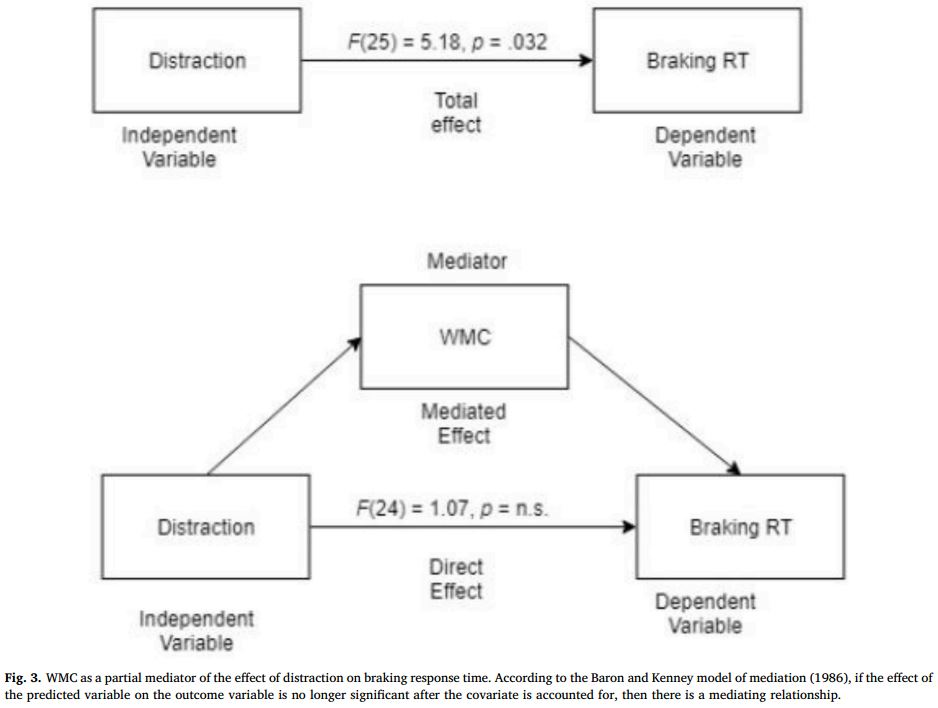 F(25) = 5.18, p = .032
Distraction
Braking RT
Total
effect
Independent
Variable
Dependent
Variable
Mediator
WMC
Mediated
Effect
F(24) = 1.07, p = n.s.
Distraction
Braking RT
Direct
Effect
Independent
Variable
Dependent
Variable
Fig. 3. WMC as a partial mediator of the effect of distraction on braking response time. According to the Baron and Kenney model of mediation (1986), if the effect of
the predicted variable on the outcome variable is no longer significant after the covariate is accounted for, then there is a mediating relationship.